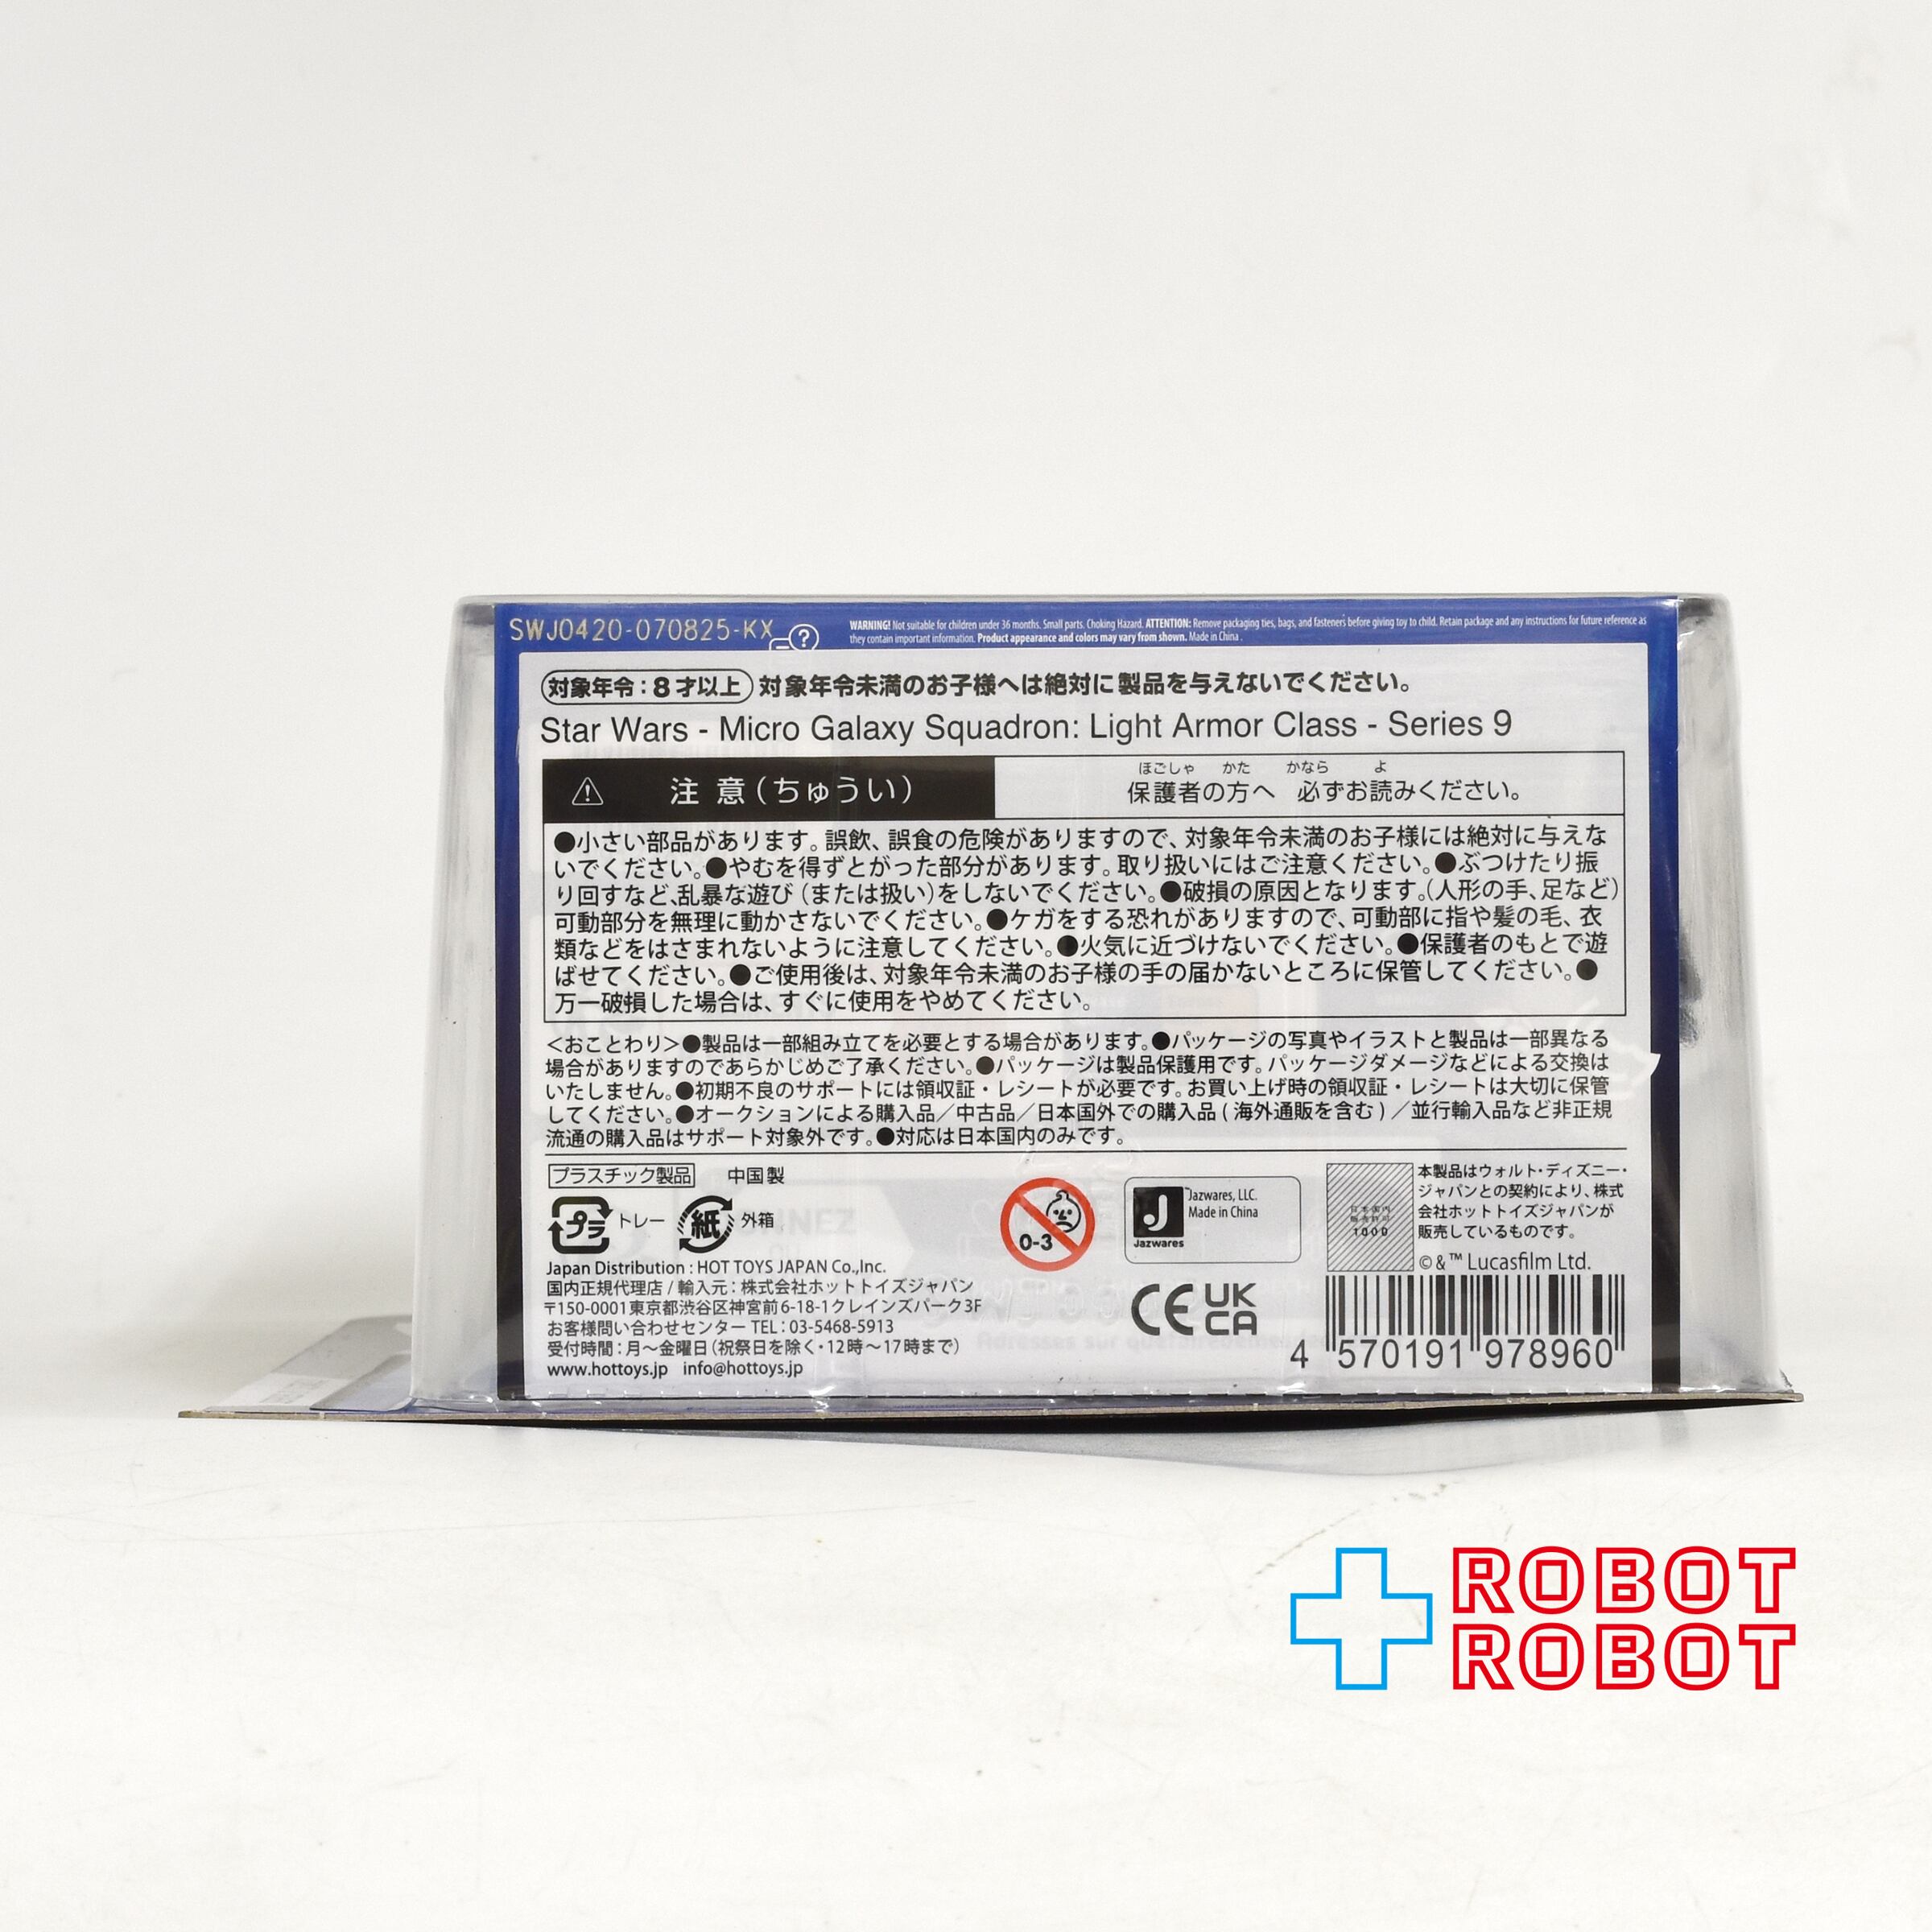 SWJ0420-070825-KX
WARNING! Not suitable for children under 36 months. Small parts. Choking Hazard. ATTENTION: Remove packaging ties, bags, and fasteners before giving toy to child. Retain package and any instructions for future reference as
they contain important information. Product appearance and colors may vary from shown. Made in China.
対象年令:8才以上 対象年令未満のお子様へは絶対に製品を与えないでください。
Star Wars - Micro Galaxy Squadron: Light Armor Class - Series 9
注 意(ちゅうい)
ほごしゃ かた かなら よ
保護者の方へ 必ずお読みください。
●小さい部品があります。誤飲、誤食の危険がありますので、対象年令未満のお子様には絶対に与えな
いでください。●やむを得ずとがった部分があります。取り扱いにはご注意ください。●ぶつけたり振
り回すなど、乱暴な遊び(または扱い)をしないでください。●破損の原因となります。(人形の手、足など)
可動部分を無理に動かさないでください。●ケガをする恐れがありますので、可動部に指や髪の毛、衣
類などをはさまれないように注意してください。●火気に近づけないでください。●保護者のもとで遊
ばせてください。●ご使用後は、対象年令未満のお子様の手の届かないところに保管してください。●
万一破損した場合は、すぐに使用をやめてください。
<おことわり>●製品は一部組み立てを必要とする場合があります。●パッケージの写真やイラストと製品は一部異なる
場合がありますのであらかじめご了承ください。●パッケージは製品保護用です。パッケージダメージなどによる交換は
いたしません。●初期不良のサポートには領収証・レシートが必要です。お買い上げ時の領収証・レシートは大切に保管
してください。●オークションによる購入品/中古品/日本国外での購入品(海外通販を含む)/並行輸入品など非正規
流通の購入品はサポート対象外です。●対応は日本国内のみです。
プラスチック製品 中国製
プラ トレー 紙 外箱
0-3
Jazwares, LLC.
Made in China
Jazwares
日本国内
販売許可
1000
本製品はウォルト・ディズニー・
ジャパンとの契約により、株式
会社ホットトイズジャパンが
販売しているものです。
©&™ Lucasfilm Ltd.
Japan Distribution : HOT TOYS JAPAN Co.,Inc.
国内正規代理店 / 輸入元:株式会社ホットトイズジャパン
〒150-0001東京都渋谷区神宮前6-18-1クレインズパーク3F
お客様問い合わせセンター TEL:03-5468-5913
受付時間:月〜金曜日(祝祭日を除く・12時〜17時まで)
www.hottoys.jp info@hottoys.jp
CE UK
CA
4 570191 978960
ROBOT
ROBOT